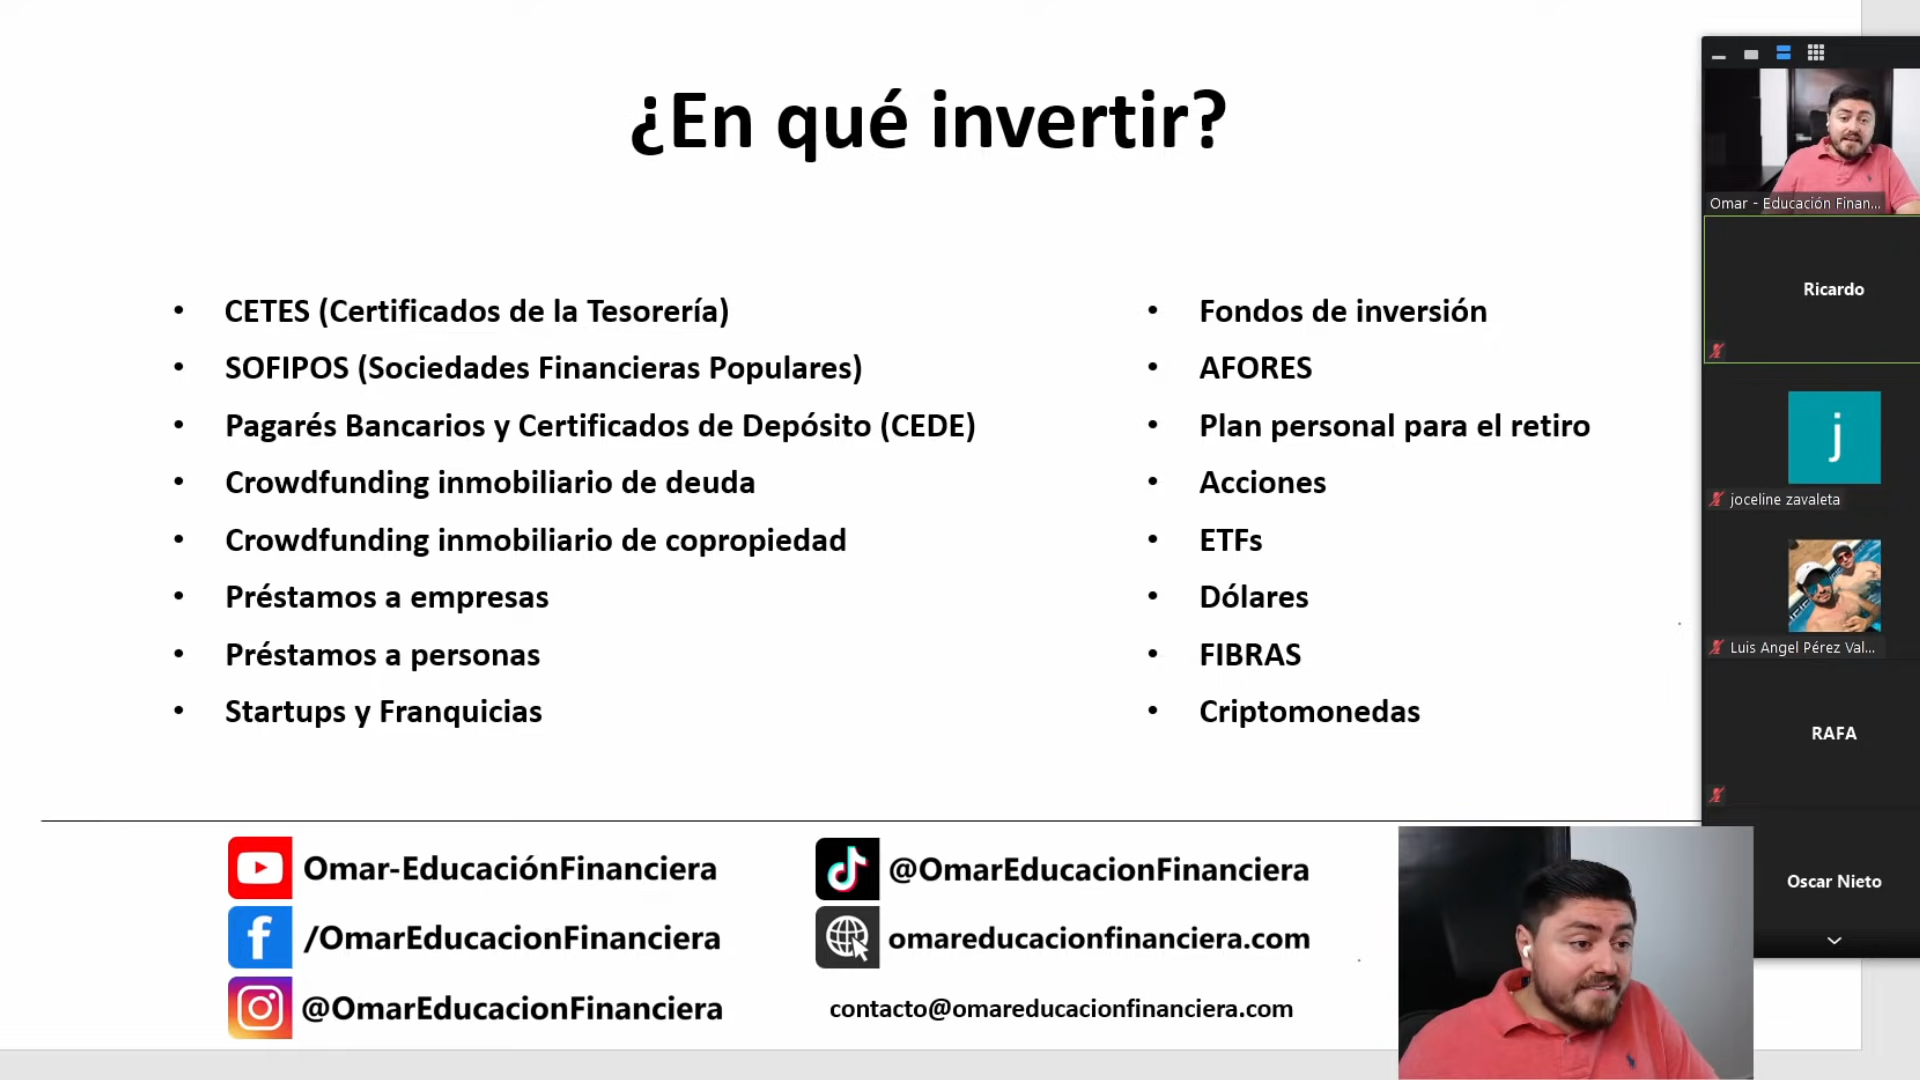 ¿En qué invertir?
• CETES (Certificados de la Tesorería)
• SOFIPOS (Sociedades Financieras Populares)
• Pagarés Bancarios y Certificados de Depósito (CEDE)
• Crowdfunding inmobiliario de deuda
• Crowdfunding inmobiliario de copropiedad
• Préstamos a empresas
• Préstamos a personas
• Startups y Franquicias
• Fondos de inversión
• AFORES
• Plan personal para el retiro
• Acciones
• ETFs
• Dólares
• FIBRAS
• Criptomonedas
Omar-EducaciónFinanciera
/OmarEducacionFinanciera
@OmarEducacionFinanciera
@OmarEducacionFinanciera
omareducacionfinanciera.com
contacto@omareducacionfinanciera.com
Omar - Educación Finan...
Ricardo
j
joceline zavaleta
Luis Angel Pérez Val...
RAFA
Oscar Nieto